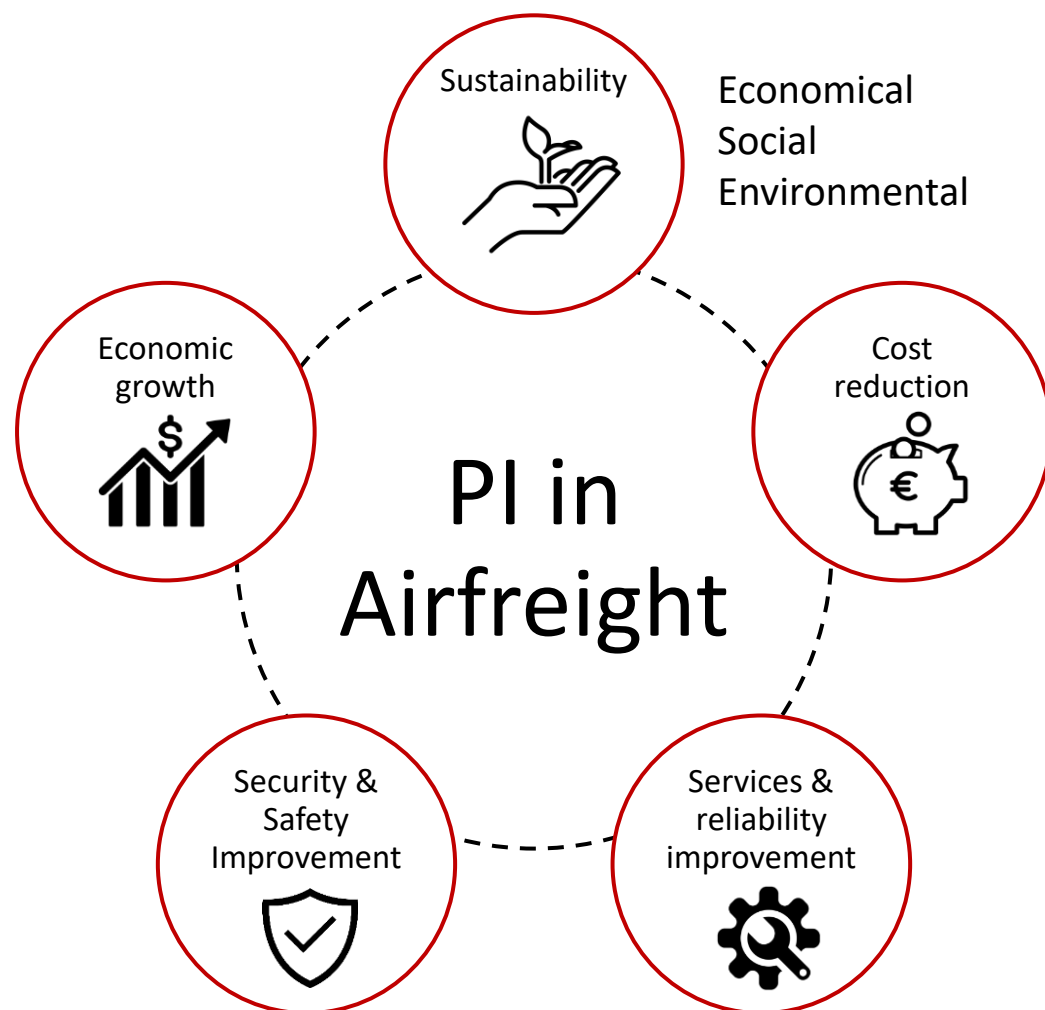 Sustainability
Economical
Social
Environmental
Economic
growth
$
Cost
reduction
€
PI in
Airfreight
Security &
Safety
Improvement
Services &
reliability
improvement